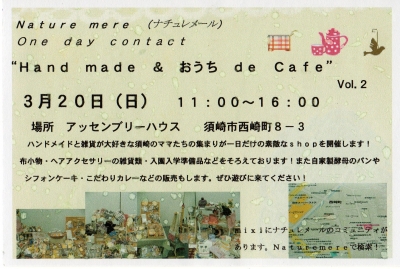 Nature mere (ナチュレメール)
One day contact
“Hand made & おうち de Cafe”
Vol.2
3月20日(日) 11:00~16:00
場所 アッセンブリーハウス 須崎市西崎町8-3
ハンドメイドと雑貨が大好きな須崎のママたちの集まりが一日だけの素敵なshopを開催します!
布小物・ヘアアクセサリーの雑貨類・入園入学準備品などをそろえております!また自家製酵母のパンや
シフォンケーキ・こだわりカレーなどの販売もします。ぜひ遊びに来てください!
mixiにナチュレメールのコミュニティが
あります。Naturemereで検索!